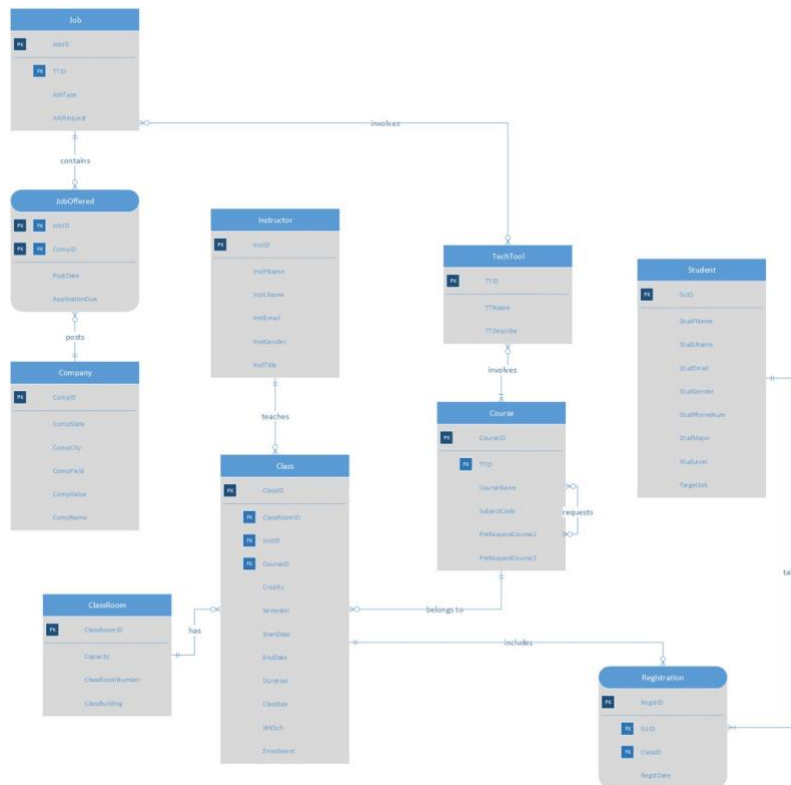 Job
PK JobID
FK TTID
JobType
JobRequest
involves
contains
JobOffered
PK FK JobID
PK FK CompID
PostDate
ApplicationDue
posts
Company
PK CompID
CompState
CompCity
CompField
CompValue
CompName
Instructor
PK InstID
InstFName
InstLName
InstEmail
InstGender
InstTitle
teaches
TechTool
PK TTID
TTName
TTDescribe
involves
Course
PK CourseID
FK TTID
CourseName
SubjectCode
PreRequestCourse1
PreRequestCourse2
requests
Student
PK SUID
StudFName
StudLName
StudEmail
StudGender
StudPhoneNum
StudMajor
StudLevel
TargetJob
Class
PK ClassID
FK ClassRoomID
FK InstID
FK CourseID
Credits
Semester
StartDate
EndDate
Duration
ClassSize
Enrollment
belongs to
includes
ClassRoom
PK ClassRoomID
Capacity
ClassRoomNumber
ClassBuilding
has
Registration
PK RegstID
FK SUID
FK ClassID
RegstDate